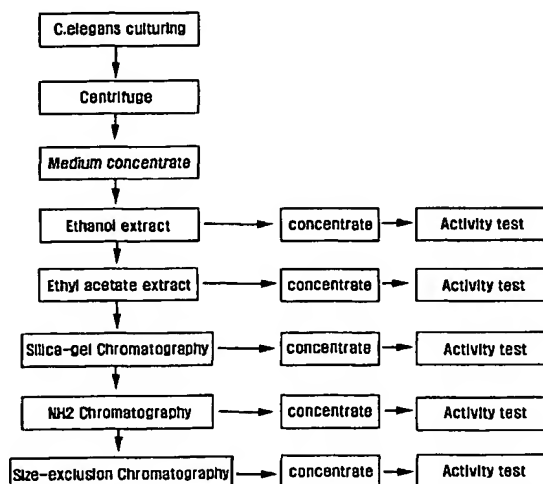 C.elegans culturing
Centrifuge
Medium concentrate
Ethanol extract
concentrate
Activity test
Ethyl acetate extract
concentrate
Activity test
Silica-gel Chromatography
concentrate
Activity test
NH2 Chromatography
concentrate
Activity test
Size-exclusion Chromatography
concentrate
Activity test